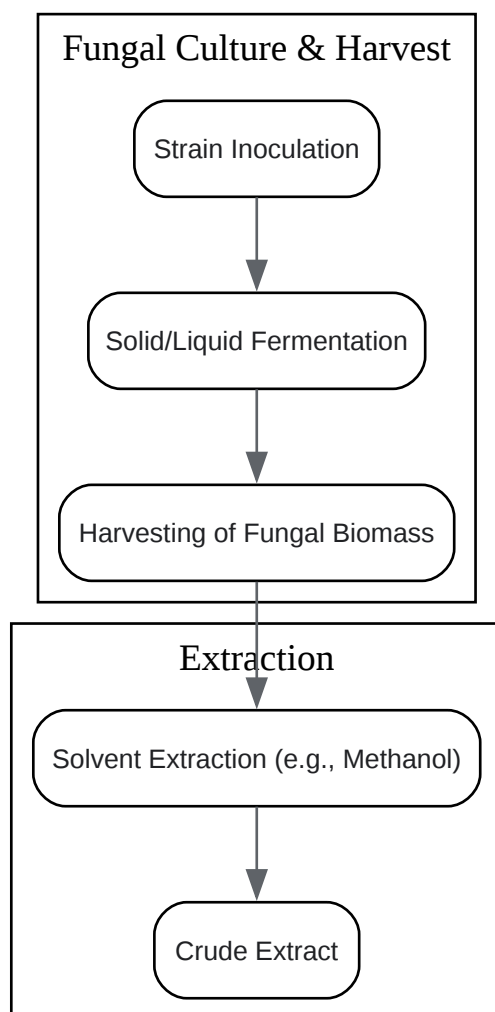 Fungal Culture & Harvest
Strain Inoculation
Solid/Liquid Fermentation
Harvesting of Fungal Biomass
Extraction
Solvent Extraction (e.g., Methanol)
Crude Extract